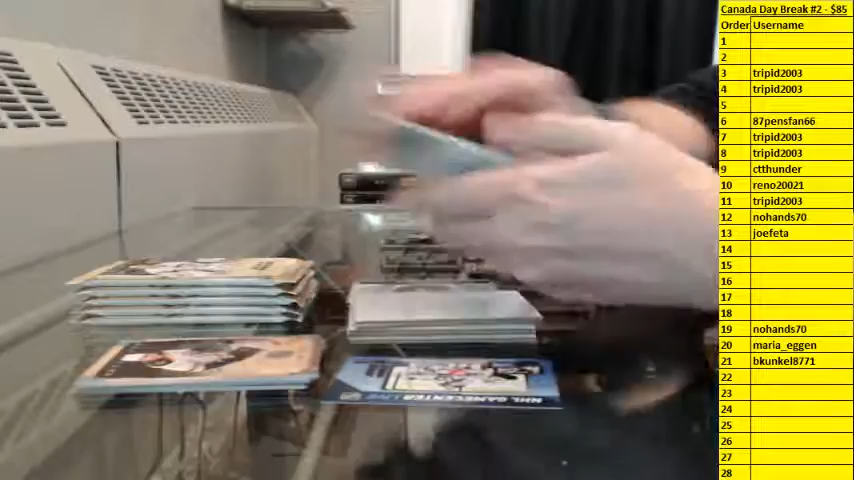 Canada Day Break #2 - $85
Order Username
1
2
3 tripid2003
4 tripid2003
5
6 87pensfan66
7 tripid2003
8 tripid2003
9 ctthunder
10 reno20021
11 tripid2003
12 nohands70
13 joefeta
14
15
16
17
18
19 nohands70
20 maria_eggen
21 bkunkel8771
22
23
24
25
26
27
28
NHL GAMECENTER LIVE